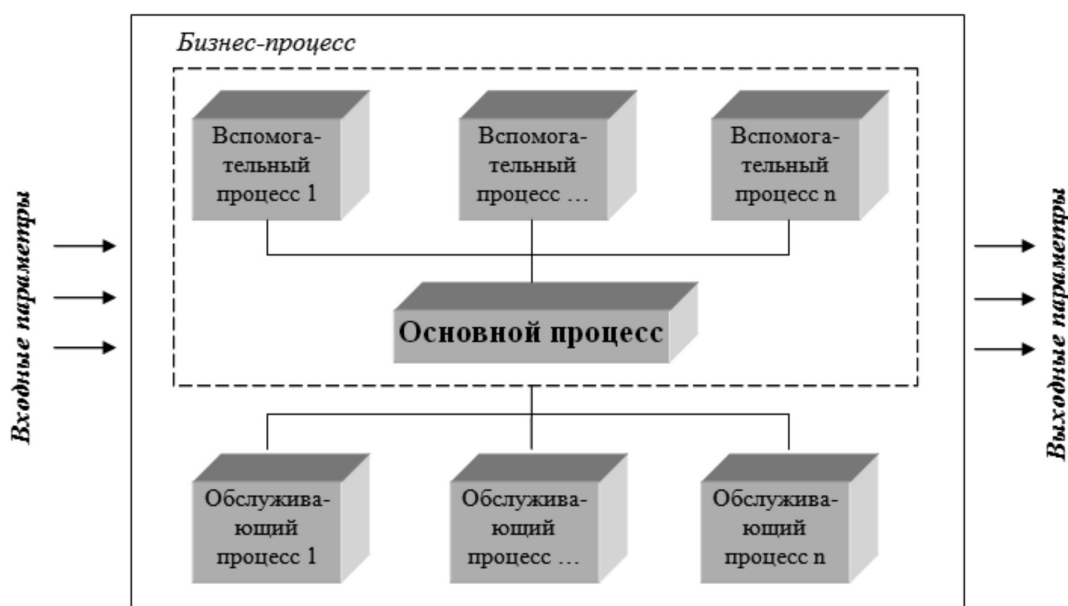 Бизнес-процесс
Вспомога-
тельный
процесс 1
Вспомога-
тельный
процесс ...
Вспомога-
тельный
процесс n
Входные параметры
Основной процесс
Выходные параметры
Обслужива-
ющий
процесс 1
Обслужива-
ющий
процесс ...
Обслужива-
ющий
процесс n